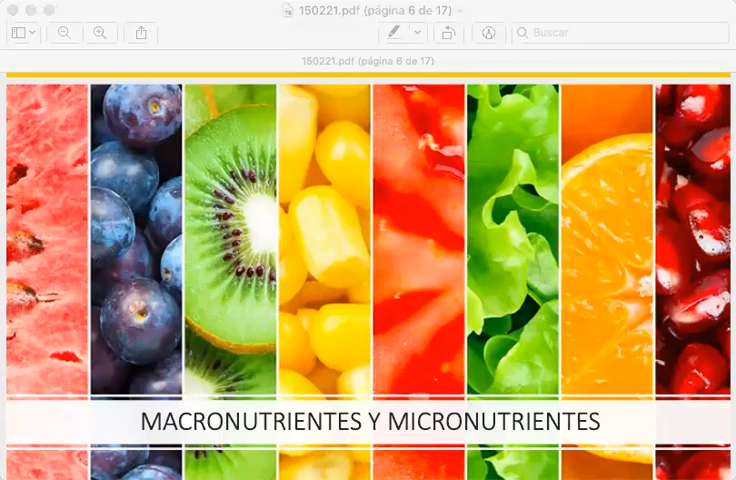 150221.pdf (página 6 de 17)
Buscar
150221.pdf (página 6 de 17)
MACRONUTRIENTES Y MICRONUTRIENTES